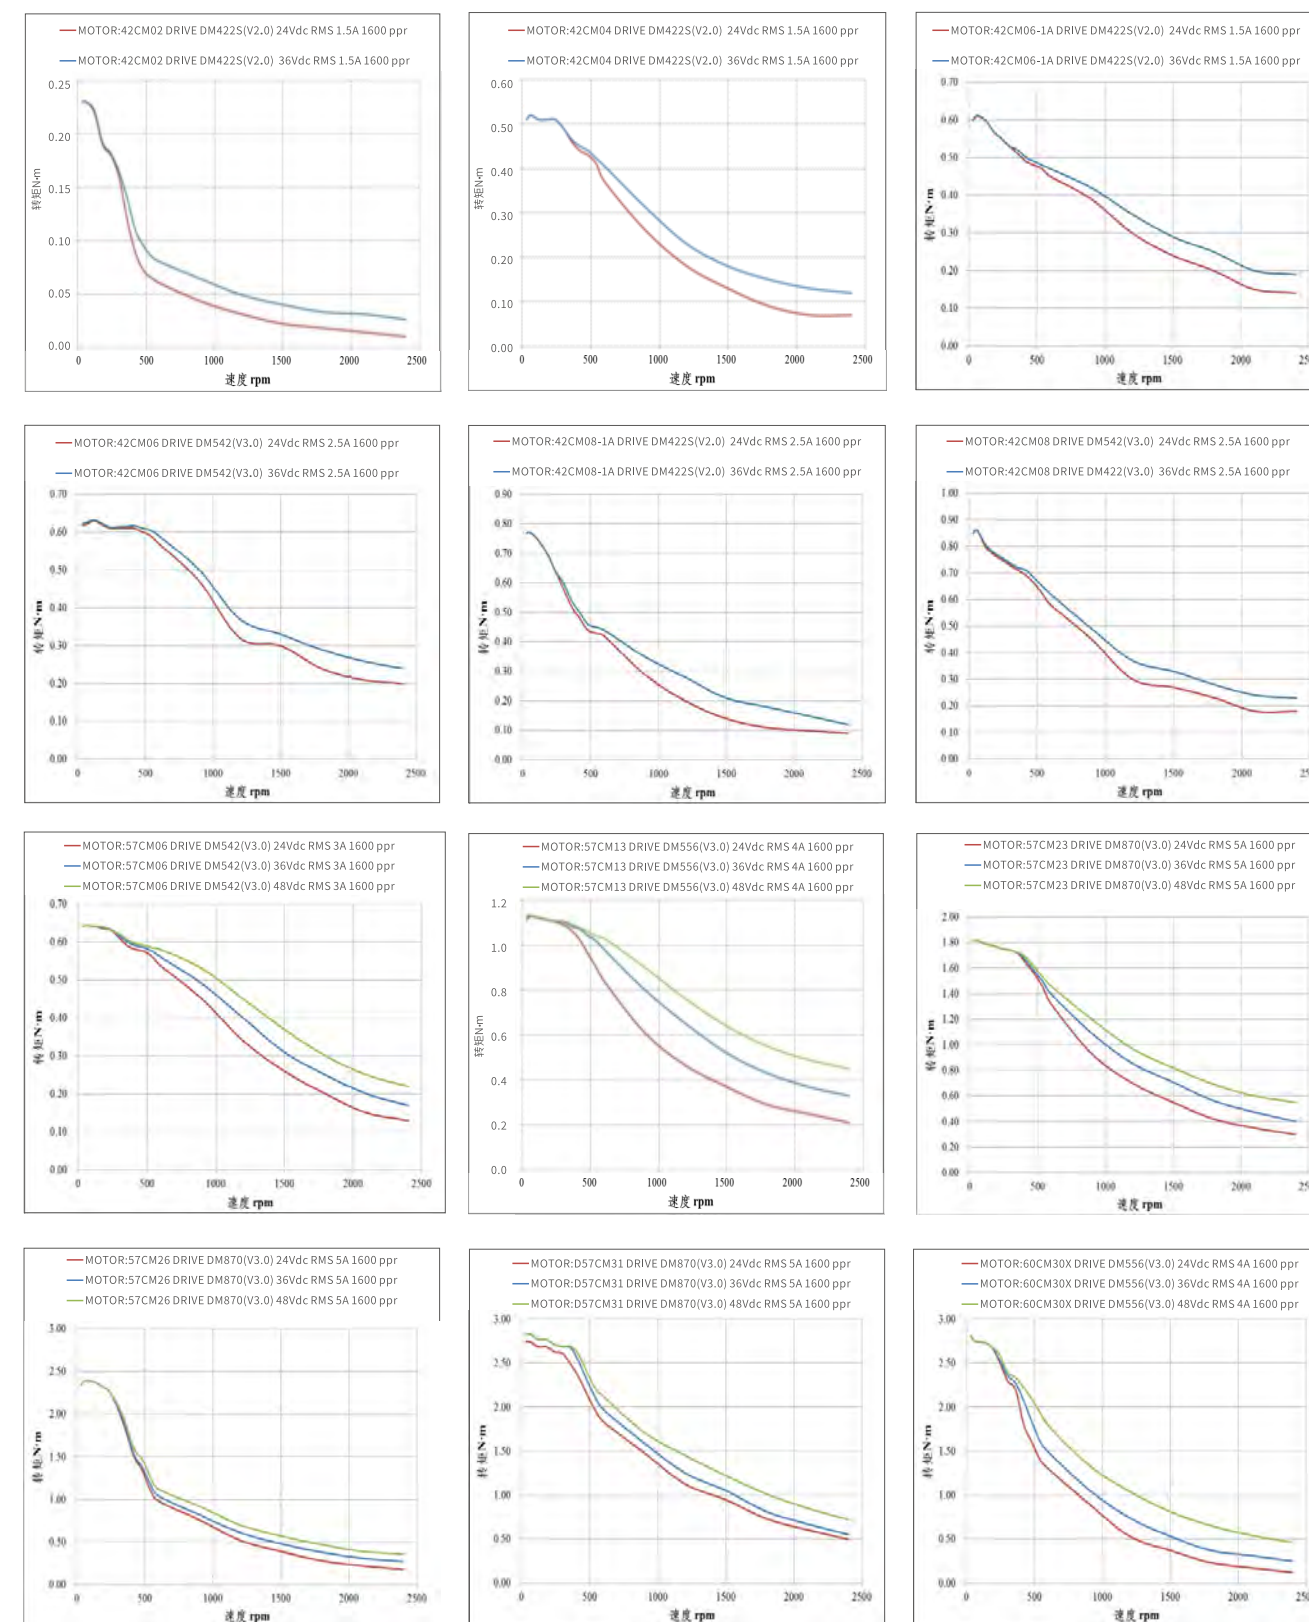 MOTOR:42CM02 DRIVE DM422S(V2.0) 24Vdc RMS 1.5A 1600 ppr
MOTOR:42CM02 DRIVE DM422S(V2.0) 36Vdc RMS 1.5A 1600 ppr
0.25
0.20
0.15
0.10
0.05
0.00
转矩N·m
0 500 1000 1500 2000 2500
速度 rpm
MOTOR:42CM04 DRIVE DM422S(V2.0) 24Vdc RMS 1.5A 1600 ppr
MOTOR:42CM04 DRIVE DM422S(V2.0) 36Vdc RMS 1.5A 1600 ppr
0.60
0.50
0.40
0.30
0.20
0.10
0.00
转矩N·m
0 500 1000 1500 2000 2500
速度 rpm
MOTOR:42CM06-1A DRIVE DM422S(V2.0) 24Vdc RMS 1.5A 1600 ppr
MOTOR:42CM06-1A DRIVE DM422S(V2.0) 36Vdc RMS 1.5A 1600 ppr
0.70
0.60
0.50
0.40
0.30
0.20
0.10
0.00
转矩N·m
0 500 1000 1500 2000
速度 rpm
MOTOR:42CM06 DRIVE DM542(V3.0) 24Vdc RMS 2.5A 1600 ppr
MOTOR:42CM06 DRIVE DM542(V3.0) 36Vdc RMS 2.5A 1600 ppr
0.70
0.60
0.50
0.40
0.30
0.20
0.10
0.00
转矩N·m
0 500 1000 1500 2000 2500
速度 rpm
MOTOR:42CM08-1A DRIVE DM422S(V2.0) 24Vdc RMS 2.5A 1600 ppr
MOTOR:42CM08-1A DRIVE DM422S(V2.0) 36Vdc RMS 2.5A 1600 ppr
0.90
0.80
0.70
0.60
0.50
0.40
0.30
0.20
0.10
0.00
转矩N·m
0 500 1000 1500 2000 2500
速度 rpm
MOTOR:42CM08 DRIVE DM542(V3.0) 24Vdc RMS 2.5A 1600 ppr
MOTOR:42CM08 DRIVE DM422(V3.0) 36Vdc RMS 2.5A 1600 ppr
1.00
0.90
0.80
0.70
0.60
0.50
0.40
0.30
0.20
0.10
0.00
转矩N·m
0 500 1000 1500 2000
速度 rpm
MOTOR:57CM06 DRIVE DM542(V3.0) 24Vdc RMS 3A 1600 ppr
MOTOR:57CM06 DRIVE DM542(V3.0) 36Vdc RMS 3A 1600 ppr
MOTOR:57CM06 DRIVE DM542(V3.0) 48Vdc RMS 3A 1600 ppr
0.70
0.60
0.50
0.40
0.30
0.20
0.10
0.00
转矩N·m
0 500 1000 1500 2000 2500
速度 rpm
MOTOR:57CM13 DRIVE DM556(V3.0) 24Vdc RMS 4A 1600 ppr
MOTOR:57CM13 DRIVE DM556(V3.0) 36Vdc RMS 4A 1600 ppr
MOTOR:57CM13 DRIVE DM556(V3.0) 48Vdc RMS 4A 1600 ppr
1.2
1.0
0.8
0.6
0.4
0.2
0.0
转矩N·m
0 500 1000 1500 2000 2500
速度 rpm
MOTOR:57CM23 DRIVE DM870(V3.0) 24Vdc RMS 5A 1600 ppr
MOTOR:57CM23 DRIVE DM870(V3.0) 36Vdc RMS 5A 1600 ppr
MOTOR:57CM23 DRIVE DM870(V3.0) 48Vdc RMS 5A 1600 ppr
2.00
1.80
1.60
1.40
1.20
1.00
0.80
0.60
0.40
0.20
0.00
转矩N·m
0 500 1000 1500 2000
速度 rpm
MOTOR:57CM26 DRIVE DM870(V3.0) 24Vdc RMS 5A 1600 ppr
MOTOR:57CM26 DRIVE DM870(V3.0) 36Vdc RMS 5A 1600 ppr
MOTOR:57CM26 DRIVE DM870(V3.0) 48Vdc RMS 5A 1600 ppr
3.00
2.50
2.00
1.50
1.00
0.50
0.00
转矩N·m
0 500 1000 1500 2000 2500
速度 rpm
MOTOR:D57CM31 DRIVE DM870(V3.0) 24Vdc RMS 5A 1600 ppr
MOTOR:D57CM31 DRIVE DM870(V3.0) 36Vdc RMS 5A 1600 ppr
MOTOR:D57CM31 DRIVE DM870(V3.0) 48Vdc RMS 5A 1600 ppr
3.00
2.50
2.00
1.50
1.00
0.50
0.00
转矩N·m
0 500 1000 1500 2000 2500
速度 rpm
MOTOR:60CM30X DRIVE DM556(V3.0) 24Vdc RMS 4A 1600 ppr
MOTOR:60CM30X DRIVE DM556(V3.0) 36Vdc RMS 4A 1600 ppr
MOTOR:60CM30X DRIVE DM556(V3.0) 48Vdc RMS 4A 1600 ppr
3.00
2.50
2.00
1.50
1.00
0.50
0.00
转矩N·m
0 500 1000 1500 2000
速度 rpm